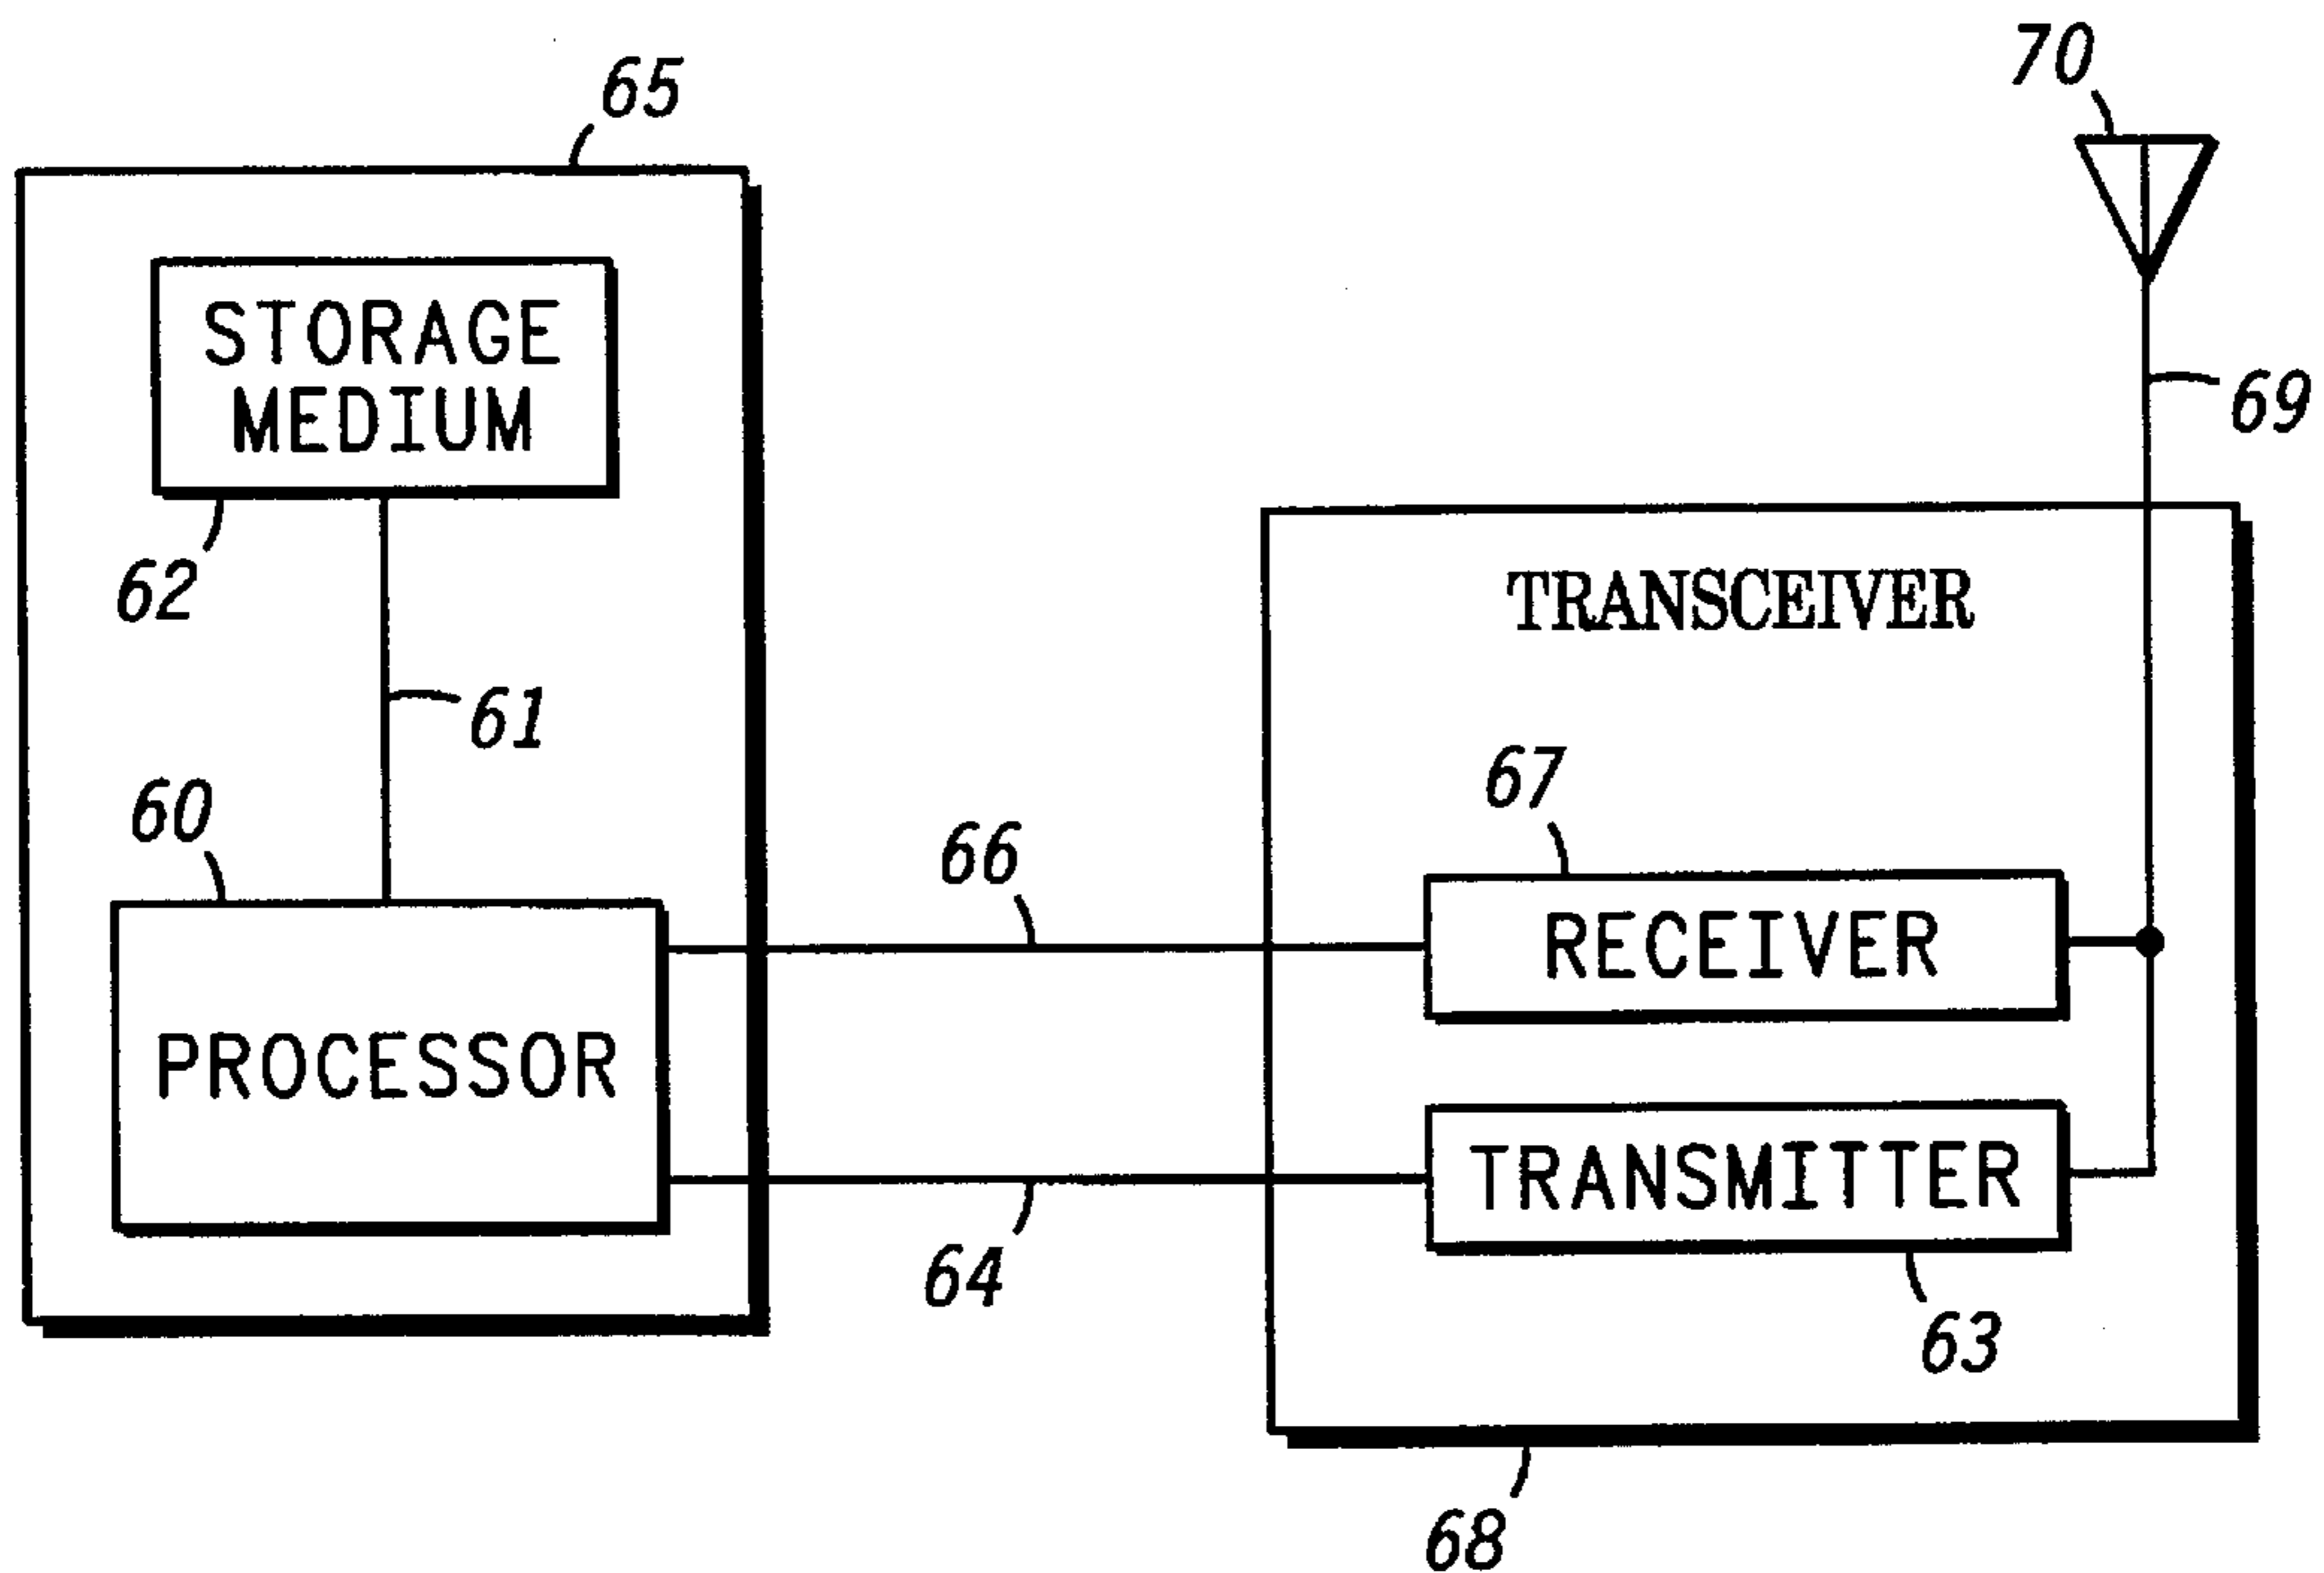 65
70
STORAGE
MEDIUM
69
62
TRANSCEIVER
61
67
60
66
RECEIVER
PROCESSOR
TRANSMITTER
64
63
68